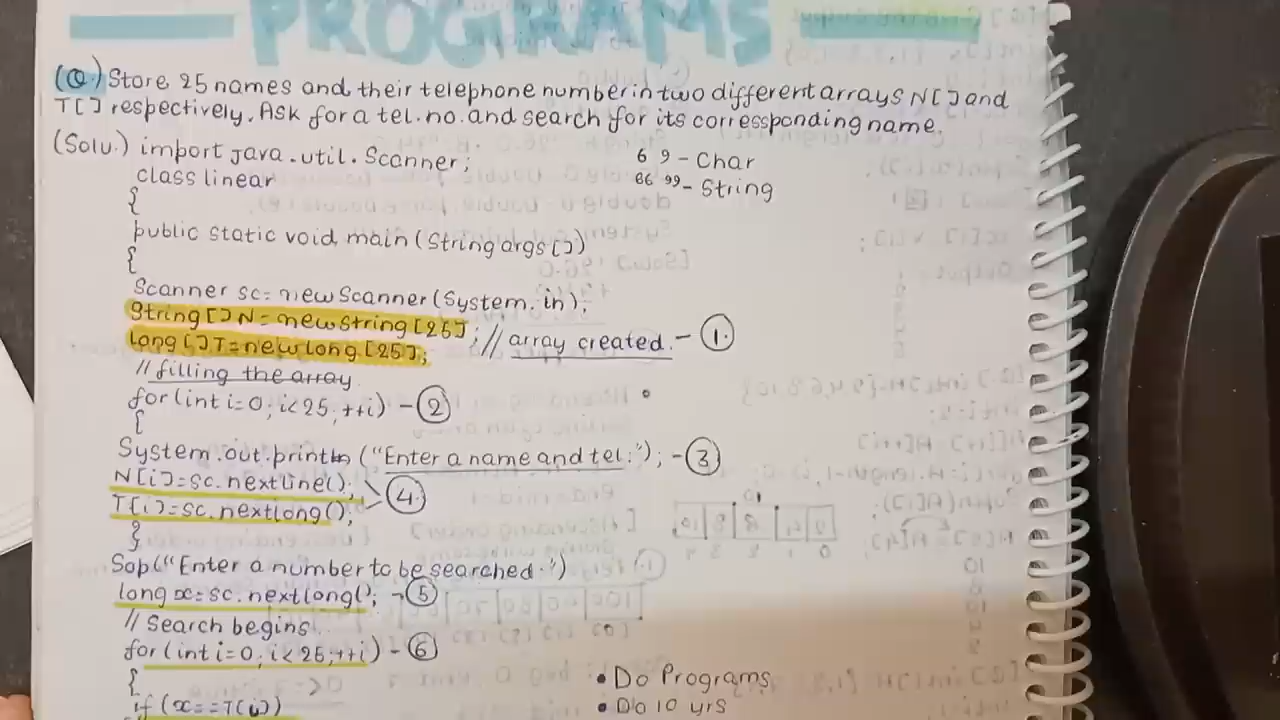 PROGRAMS
(Q.) Store 25 names and their telephone number in two different arrays N[] and
T[] respectively. Ask for a tel. no. and search for its correspponding name.
(Solu.) import java.util.Scanner;
6 9 - Char
class linear
66 99 - String
{
public static void main (String args [])
{
Scanner sc = new Scanner (System.in);
String [] N = new String [25];
long [] T = new long [25]; // array created. - 1.
// filling the array
for (int i=0; i<25; ++i) - 2
{
System.out.println ("Enter a name and tel:"); - 3
N[i]=sc.nextline();
T[i]=sc.nextlong(); 4.
}
Sop("Enter a number to be searched.")
long x = sc.nextlong(); - 5
// Search begins
for (int i=0; i<25; ++i) - 6
{
• Do Programs
if (x==T[i])
• Do 10 yrs